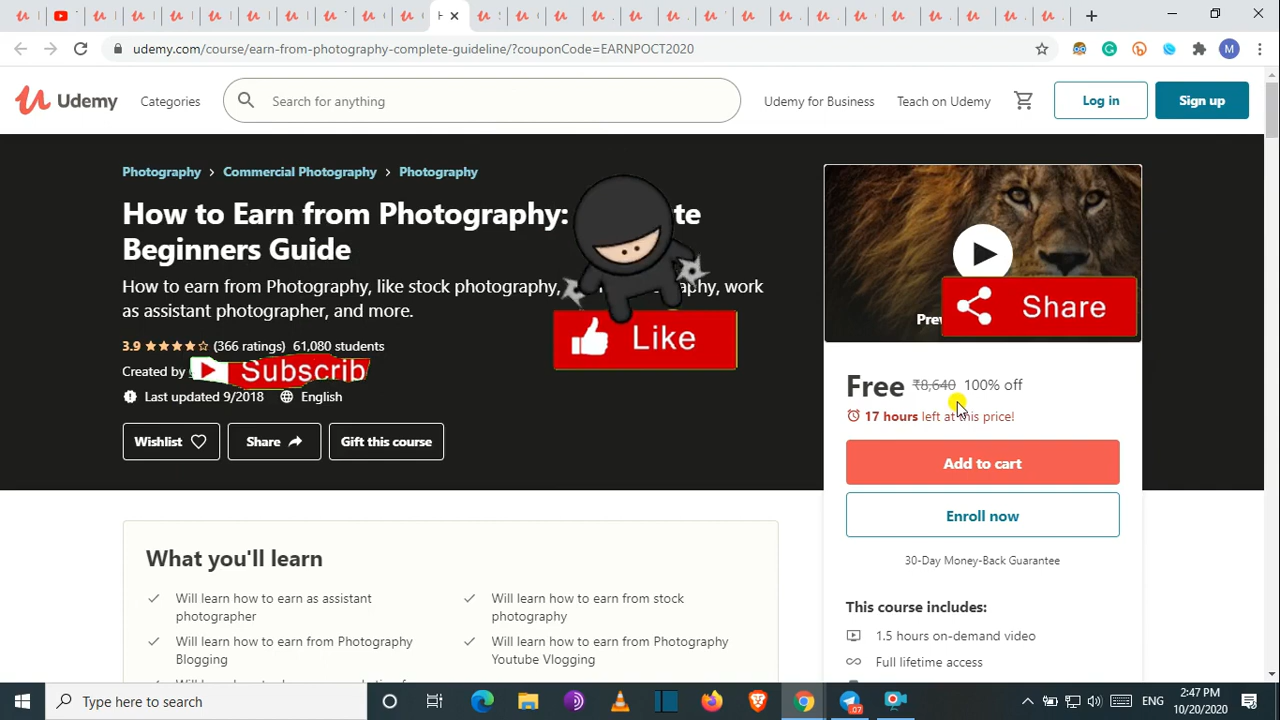 udemy.com/course/earn-from-photography-complete-guideline/?couponCode=EARNPOCT2020
M
Udemy
Categories
Search for anything
Udemy for Business
Teach on Udemy
Log in
Sign up
Photography > Commercial Photography > Photography
How to Earn from Photography:
Beginners Guide
How to earn from Photography, like stock photography, work
as assistant photographer, and more.
3.9 (366 ratings) 61,080 students
Created by
Subscrib
Last updated 9/2018 English
Wishlist
Share
Gift this course
Like
Share
Free ₹8,640 100% off
17 hours left at this price!
Add to cart
Enroll now
30-Day Money-Back Guarantee
This course includes:
1.5 hours on-demand video
Full lifetime access
What you'll learn
Will learn how to earn as assistant
photographer
Will learn how to earn from stock
photography
Will learn how to earn from Photography
Blogging
Will learn how to earn from Photography
Youtube Vlogging
Type here to search
07
ENG
2:47 PM
10/20/2020